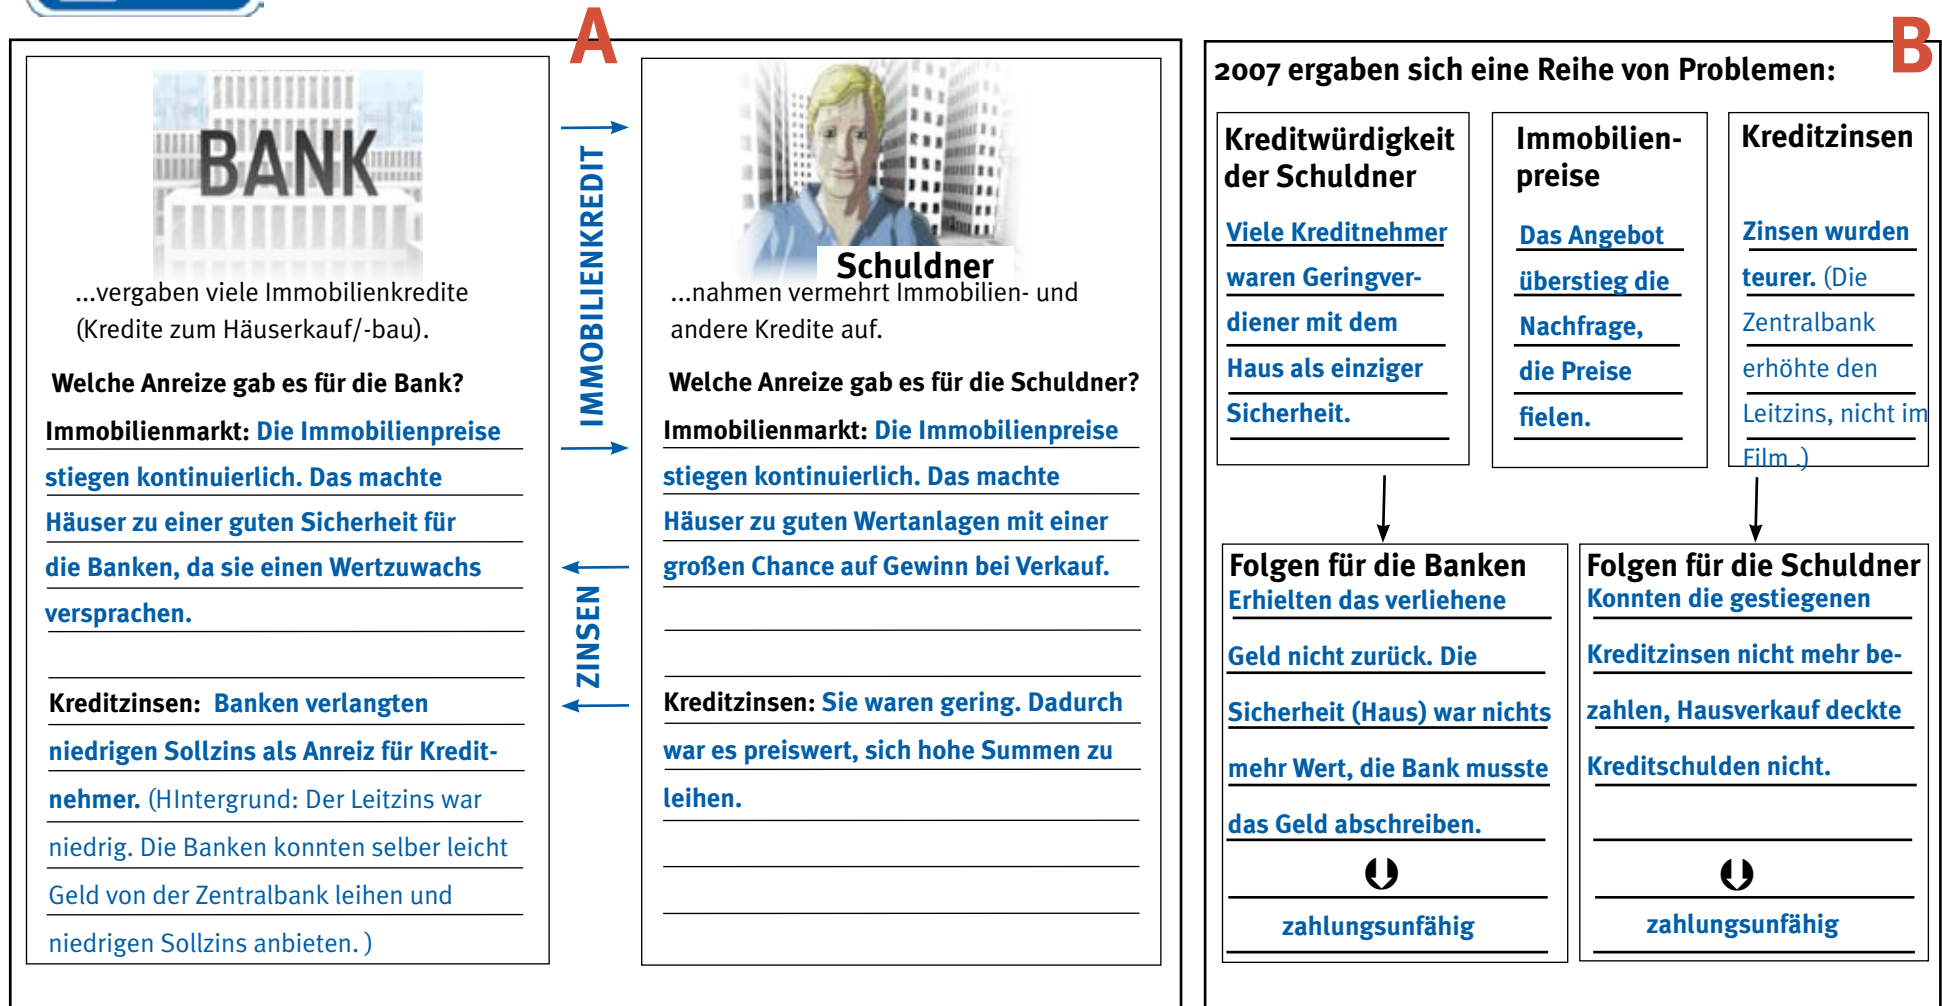 A
BANK
...vergaben viele Immobilienkredite
(Kredite zum Häuserkauf/-bau).
Welche Anreize gab es für die Bank?
Immobilienmarkt: Die Immobilienpreise
stiegen kontinuierlich. Das machte
Häuser zu einer guten Sicherheit für
die Banken, da sie einen Wertzuwachs
versprachen.
Kreditzinsen: Banken verlangten
niedrigen Sollzins als Anreiz für Kredit-
nehmer. (HIntergrund: Der Leitzins war
niedrig. Die Banken konnten selber leicht
Geld von der Zentralbank leihen und
niedrigen Sollzins anbieten. )
IMMOBILIENKREDIT
ZINSEN
Schuldner
...nahmen vermehrt Immobilien- und
andere Kredite auf.
Welche Anreize gab es für die Schuldner?
Immobilienmarkt: Die Immobilienpreise
stiegen kontinuierlich. Das machte
Häuser zu guten Wertanlagen mit einer
großen Chance auf Gewinn bei Verkauf.
Kreditzinsen: Sie waren gering. Dadurch
war es preiswert, sich hohe Summen zu
leihen.
B
2007 ergaben sich eine Reihe von Problemen:
Kreditwürdigkeit
der Schuldner
Viele Kreditnehmer
waren Geringver-
diener mit dem
Haus als einziger
Sicherheit.
Immobilien-
preise
Das Angebot
überstieg die
Nachfrage,
die Preise
fielen.
Kreditzinsen
Zinsen wurden
teurer. (Die
Zentralbank
erhöhte den
Leitzins, nicht im
Film .)
Folgen für die Banken
Erhielten das verliehene
Geld nicht zurück. Die
Sicherheit (Haus) war nichts
mehr Wert, die Bank musste
das Geld abschreiben.
zahlungsunfähig
Folgen für die Schuldner
Konnten die gestiegenen
Kreditzinsen nicht mehr be-
zahlen, Hausverkauf deckte
Kreditschulden nicht.
zahlungsunfähig